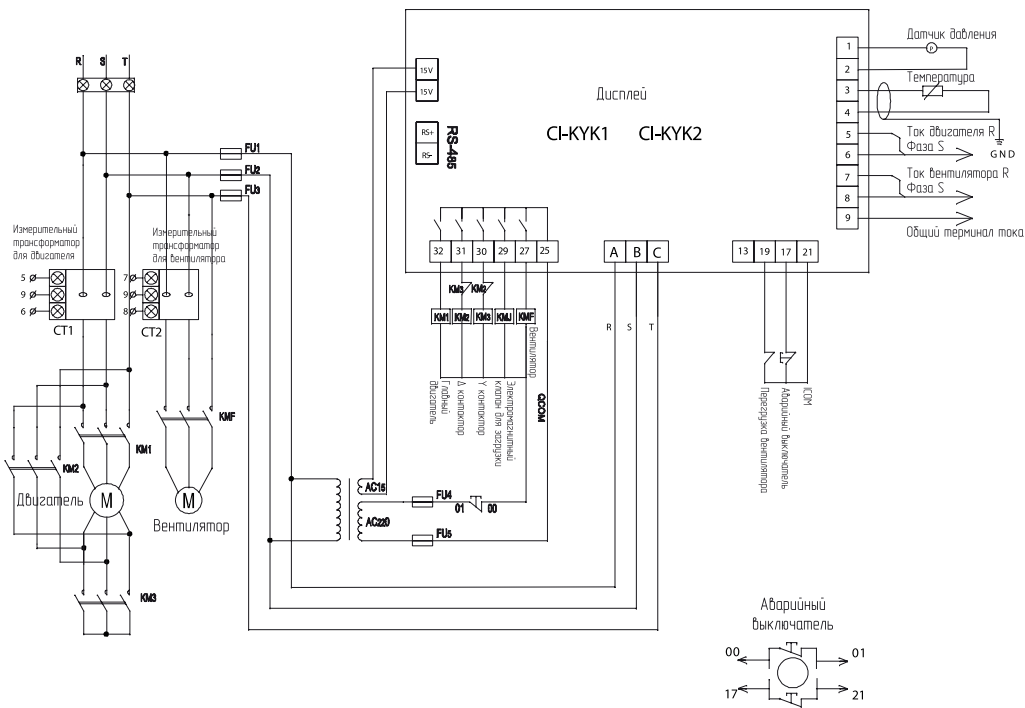 R S T
FU1
FU2
FU3
Измерительный
трансформатор
для двигателя
Измерительный
трансформатор
для вентилятора
5
9
6
7
9
8
CT1
CT2
KMF
KM1
KM2
Двигатель
M
M
Вентилятор
KM3
15V
15V
RS+
RS-
RS-485
Дисплей
CI-KYK1 CI-KYK2
32 31 30 29 27 25
A B C
13 19 17 21
KM3 KM2
KM1 KM2 KM3 KMJ KMF
Главный
двигатель
Δ контактор
Y контактор
Электромагнитный
клапан для загрузки
Вентилятор
QCOM
R S T
Перегрузка вентилятора
Аварийный выключатель
IICOM
1
2
3
4
5
6
7
8
9
Датчик давления
P
Температура
Ток двигателя R
Фаза S
GND
Ток вентилятора R
Фаза S
Общий терминал тока
AC15
AC220
FU4
01 00
FU5
Аварийный
выключатель
00 01
17 21